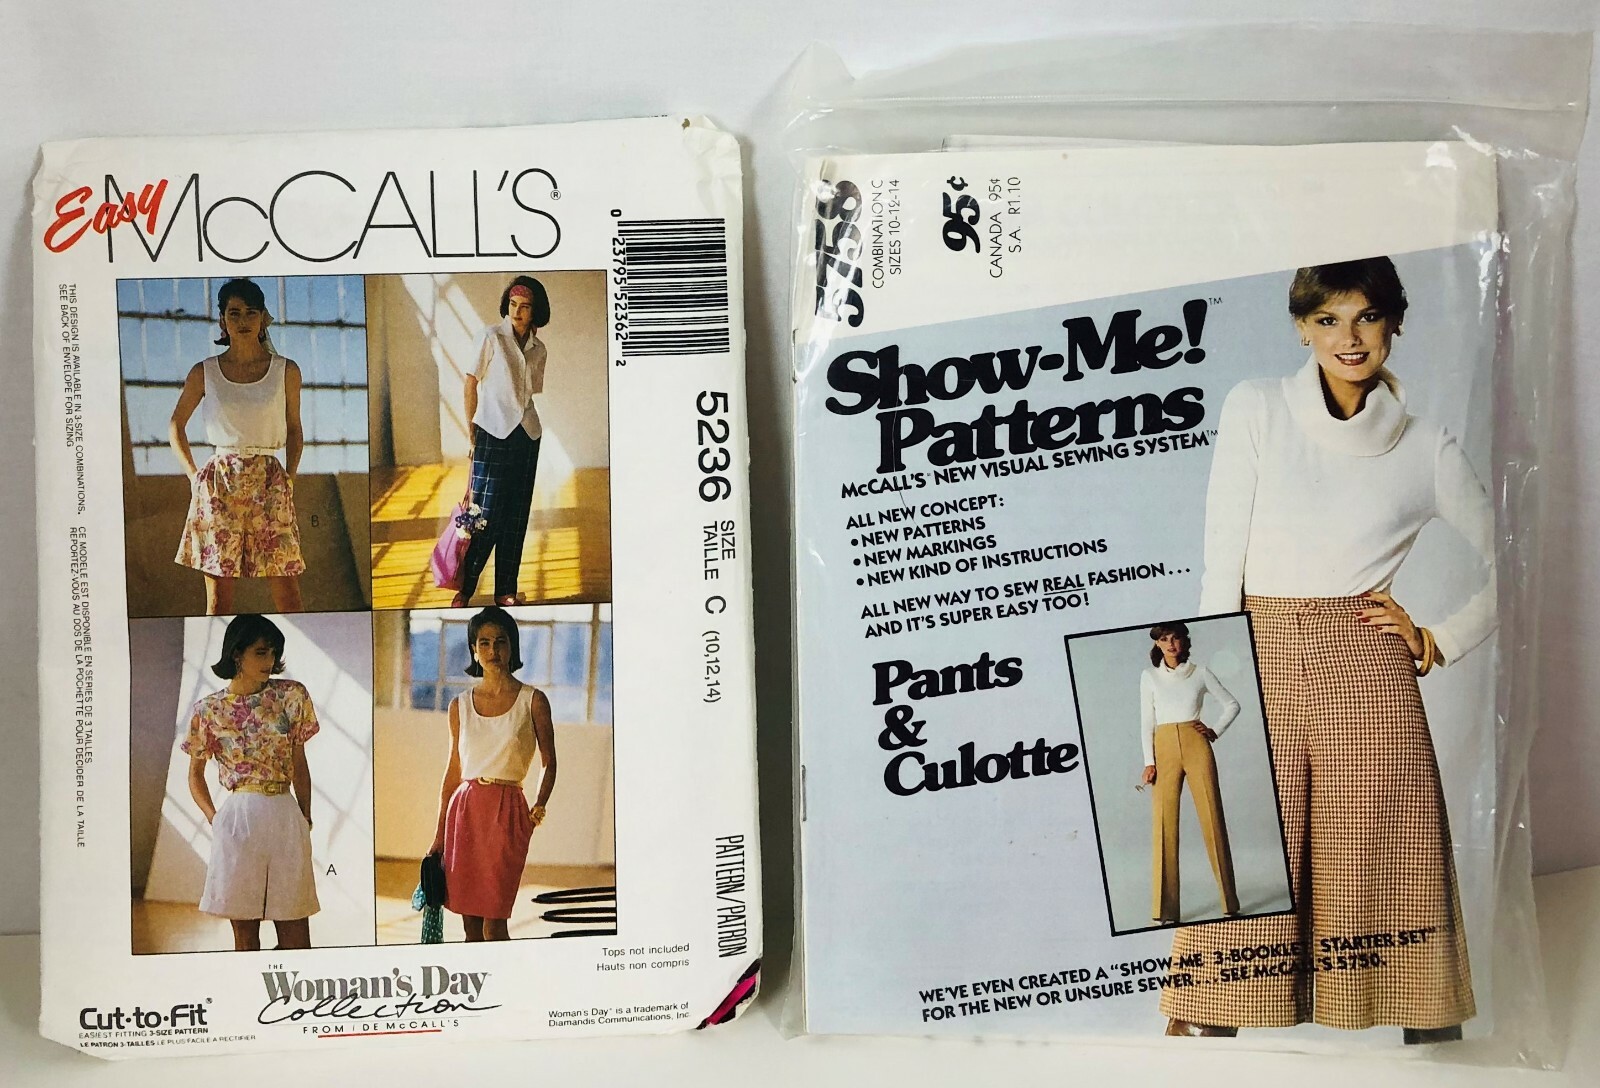 Easy McCALL'S®
0 23795 52362 2
THIS DESIGN IS AVAILABLE IN 3-SIZE COMBINATIONS.
SEE BACK OF ENVELOPE FOR SIZING
CE MODELE EST DISPONIBLE EN SERIES DE 3 TAILLES.
REPORTEZ-VOUS AU DOS DE LA POCHETTE POUR DECIDER DE LA TAILLE
B
A
5236
SIZE
TAILLE C (10,12,14)
PATTERN/PATRON
Tops not included
Hauts non compris
THE
Woman's Day
Collection
FROM / DE McCALL'S
Cut·to·Fit®
EASIEST FITTING 3-SIZE PATTERN
LE PATRON 3-TAILLES LE PLUS FACILE A RECTIFIER
Woman's Day® is a trademark of
Diamandis Communications, Inc.
5758
COMBINATION C
SIZES 10-12-14
95¢
CANADA 95¢
S.A. R1.10
Show-Me!™
Patterns
McCALL'S® NEW VISUAL SEWING SYSTEM™
ALL NEW CONCEPT:
• NEW PATTERNS
• NEW MARKINGS
• NEW KIND OF INSTRUCTIONS
ALL NEW WAY TO SEW REAL FASHION...
AND IT'S SUPER EASY TOO!
Pants
&
Culotte
WE'VE EVEN CREATED A "SHOW-ME 3-BOOKLET STARTER SET"
FOR THE NEW OR UNSURE SEWER...SEE McCALL'S 5750.